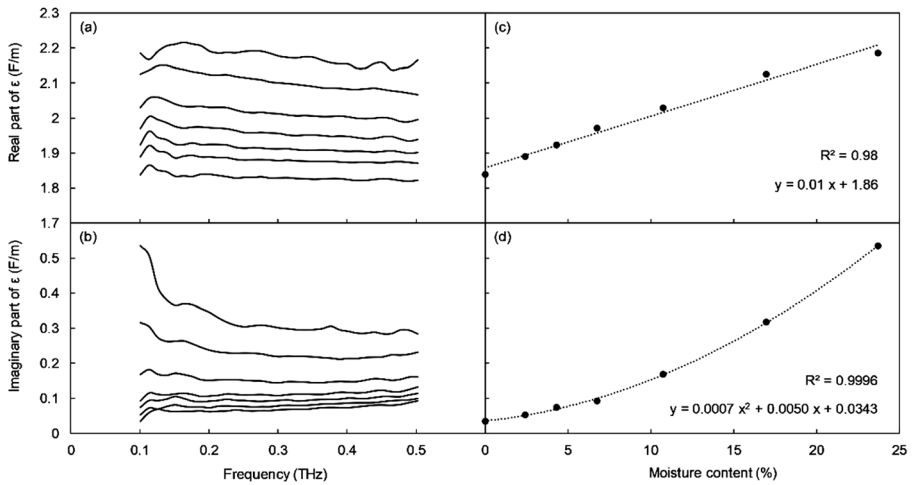 (a)
(c)
2.3
2.2
2.1
2.0
1.9
1.8
1.7
Real part of ε (F/m)
R² = 0.98
y = 0.01 x + 1.86
(b)
(d)
0.5
0.4
0.3
0.2
0.1
0
Imaginary part of ε (F/m)
R² = 0.9996
y = 0.0007 x² + 0.0050 x + 0.0343
0 0.1 0.2 0.3 0.4 0.5
0 5 10 15 20 25
Frequency (THz)
Moisture content (%)